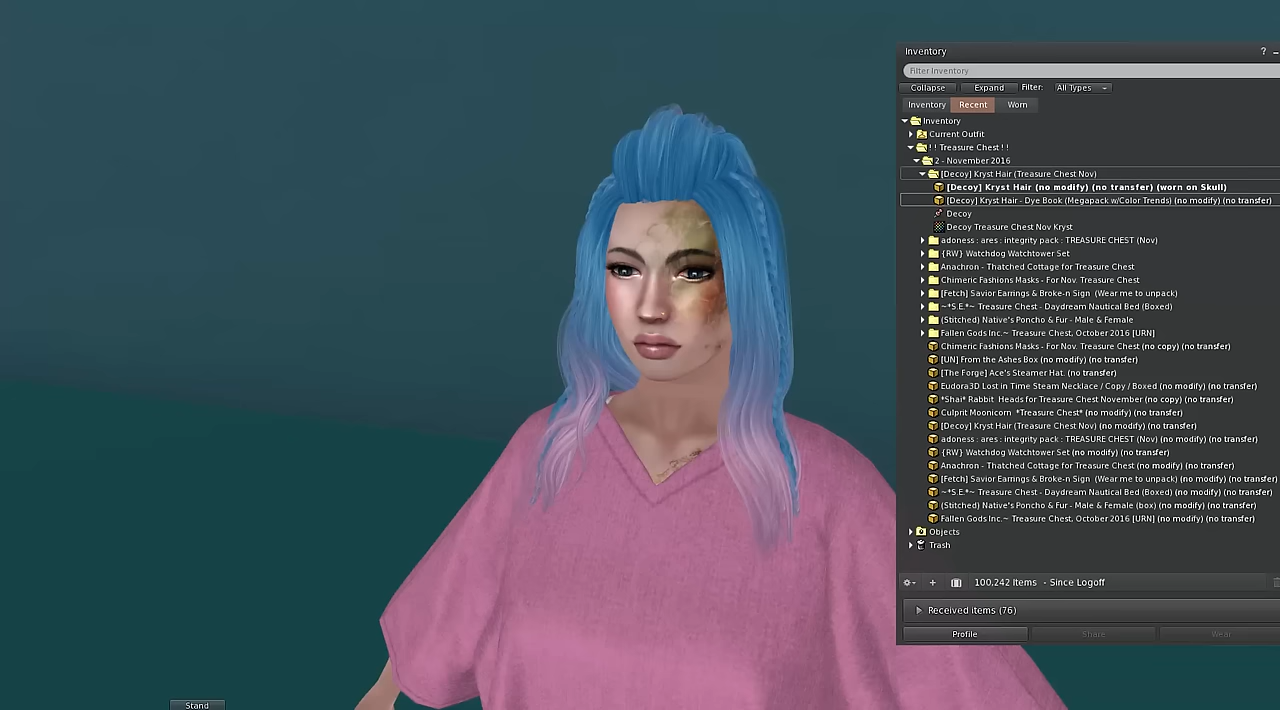 Inventory
?
Filter Inventory
Collapse Expand Filter: All Types
Inventory Recent Worn
Inventory
Current Outfit
! ! Treasure Chest ! !
2 - November 2016
[Decoy] Kryst Hair (Treasure Chest Nov)
[Decoy] Kryst Hair (no modify) (no transfer) (worn on Skull)
[Decoy] Kryst Hair - Dye Book (Megapack w/Color Trends) (no modify) (no transfer)
Decoy
Decoy Treasure Chest Nov Kryst
adoness : ares : integrity pack : TREASURE CHEST (Nov)
{RW} Watchdog Watchtower Set
Anachron - Thatched Cottage for Treasure Chest
Chimeric Fashions Masks - For Nov. Treasure Chest
[Fetch] Savior Earrings & Broke-n Sign (Wear me to unpack)
~*S.E.*~ Treasure Chest - Daydream Nautical Bed (Boxed)
(Stitched) Native's Poncho & Fur - Male & Female
Fallen Gods Inc.~ Treasure Chest, October 2016 [URN]
Chimeric Fashions Masks - For Nov. Treasure Chest (no copy) (no transfer)
[UN] From the Ashes Box (no modify) (no transfer)
[The Forge] Ace's Steamer Hat. (no transfer)
Eudora3D Lost in Time Steam Necklace / Copy / Boxed (no modify) (no transfer)
*Shai* Rabbit Heads for Treasure Chest November (no copy) (no transfer)
Culprit Moonicorn *Treasure Chest* (no modify) (no transfer)
[Decoy] Kryst Hair (Treasure Chest Nov) (no modify) (no transfer)
adoness : ares : integrity pack : TREASURE CHEST (Nov) (no modify) (no transfer)
{RW} Watchdog Watchtower Set (no modify) (no transfer)
Anachron - Thatched Cottage for Treasure Chest (no modify) (no transfer)
[Fetch] Savior Earrings & Broke-n Sign (Wear me to unpack) (no modify) (no transfer)
~*S.E.*~ Treasure Chest - Daydream Nautical Bed (Boxed) (no modify) (no transfer)
(Stitched) Native's Poncho & Fur - Male & Female (box) (no modify) (no transfer)
Fallen Gods Inc.~ Treasure Chest, October 2016 [URN] (no modify) (no transfer)
Objects
Trash
100,242 Items - Since Logoff
Received Items (76)
Profile Share Wear
Stand